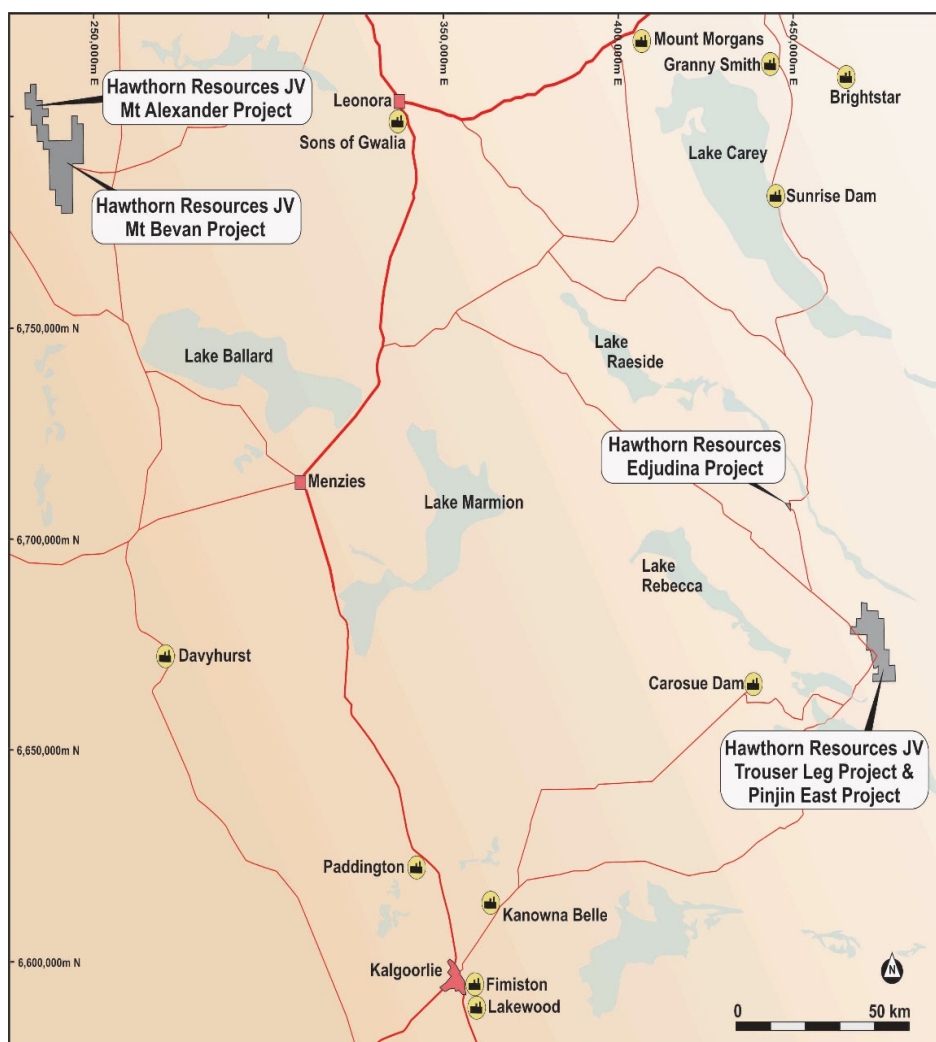 250,000m E
350,000m E
400,000m E
450,000m E
Mount Morgans
Granny Smith
Brightstar
Hawthorn Resources JV
Mt Alexander Project
Leonora
Sons of Gwalia
Lake Carey
Sunrise Dam
Hawthorn Resources JV
Mt Bevan Project
6,750,000m N
Lake Ballard
Lake
Raeside
Hawthorn Resources
Edjudina Project
Menzies
Lake Marmion
6,700,000m N
Lake
Rebecca
Davyhurst
Carosue Dam
6,650,000m N
Hawthorn Resources JV
Trouser Leg Project &
Pinjin East Project
Paddington
Kanowna Belle
6,600,000m N
Kalgoorlie
Fimiston
Lakewood
N
0 50 km